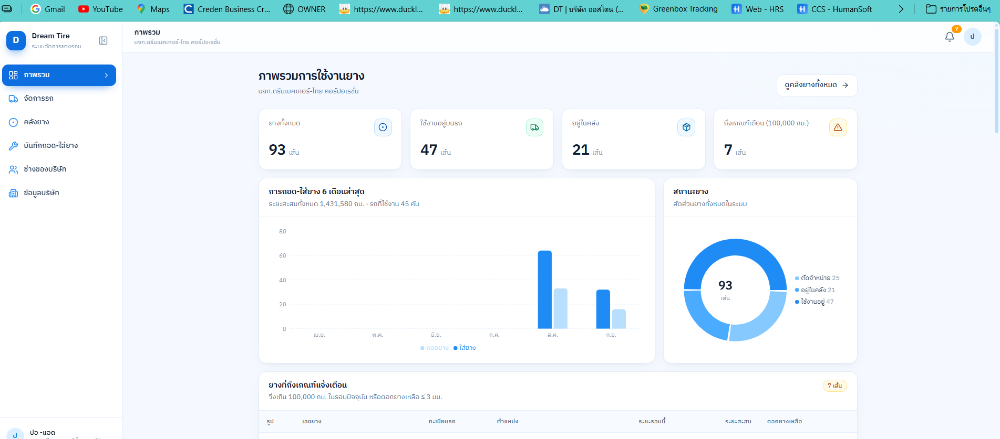 Gmail
YouTube
Maps
Creden Business Cr...
OWNER
https://www.duckl...
https://www.duckl...
DT | บริษัท ออสโตน (...
Greenbox Tracking
Web - HRS
CCS - HumanSoft
รายการโปรดอื่นๆ
D
Dream Tire
ระบบจัดการยางรถบ...
ภาพรวม
จัดการรถ
คลังยาง
บันทึกถอด-ใส่ยาง
ช่างของบริษัท
ข้อมูลบริษัท
ป
ปอ -แอด
ภาพรวม
บจก.ดรีมเมคเกอร์-ไทย คอร์ปอเรชั่น
7
ป
ภาพรวมการใช้งานยาง
บจก.ดรีมเมคเกอร์-ไทย คอร์ปอเรชั่น
ดูคลังยางทั้งหมด →
ยางทั้งหมด
93 เส้น
ใช้งานอยู่บนรถ
47 เส้น
อยู่ในคลัง
21 เส้น
ถึงเกณฑ์เตือน (100,000 กม.)
7 เส้น
การถอด-ใส่ยาง 6 เดือนล่าสุด
ระยะสะสมทั้งหมด 1,431,580 กม. · รถที่ใช้งาน 45 คัน
80
60
40
20
0
เม.ย.
พ.ค.
มิ.ย.
ก.ค.
ส.ค.
ก.ย.
ถอดยาง
ใส่ยาง
สถานะยาง
สัดส่วนยางทั้งหมดในระบบ
93
เส้น
ตัดจำหน่าย 25
อยู่ในคลัง 21
ใช้งานอยู่ 47
ยางที่ถึงเกณฑ์แจ้งเตือน
วิ่งเกิน 100,000 กม. ในรอบปัจจุบัน หรือดอกยางเหลือ ≤ 3 มม.
7 เส้น
รูป
เลขยาง
ทะเบียนรถ
ตำแหน่ง
ระยะรอบนี้
ระยะสะสม
ดอกยางเหลือ